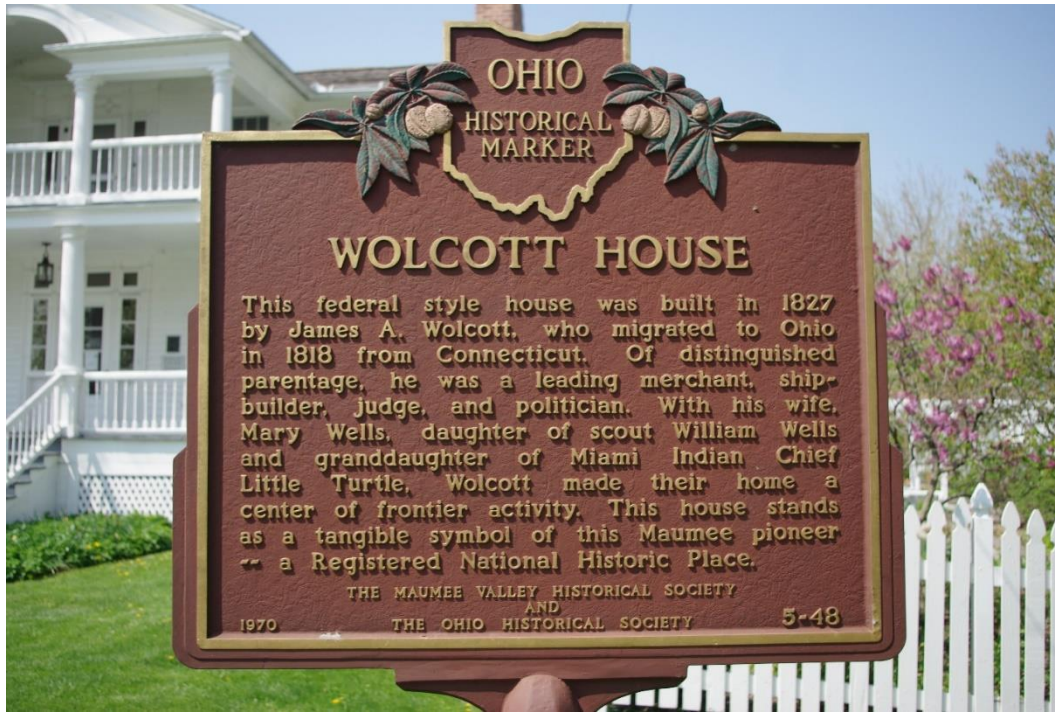 OHIO
HISTORICAL
MARKER
WOLCOTT HOUSE
This federal style house was built in 1827
by James A. Wolcott, who migrated to Ohio
in 1818 from Connecticut. Of distinguished
parentage, he was a leading merchant, ship-
builder, judge, and politician. With his wife,
Mary Wells, daughter of scout William Wells
and granddaughter of Miami Indian Chief
Little Turtle, Wolcott made their home a
center of frontier activity. This house stands
as a tangible symbol of this Maumee pioneer
-- a Registered National Historic Place.
THE MAUMEE VALLEY HISTORICAL SOCIETY
AND
1970 THE OHIO HISTORICAL SOCIETY 5-48